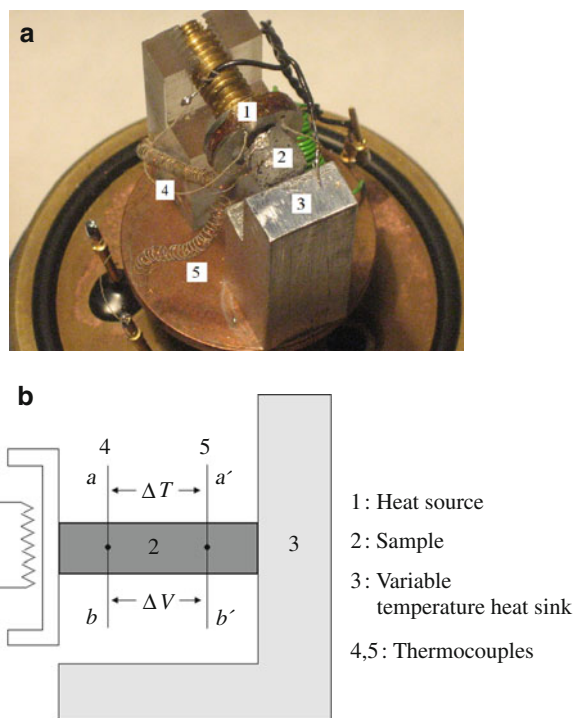 a
1
2
3
4
5
b
4 5
a a′
ΔT
2 3
ΔV
b b′
1: Heat source
2: Sample
3: Variable
temperature heat sink
4,5: Thermocouples